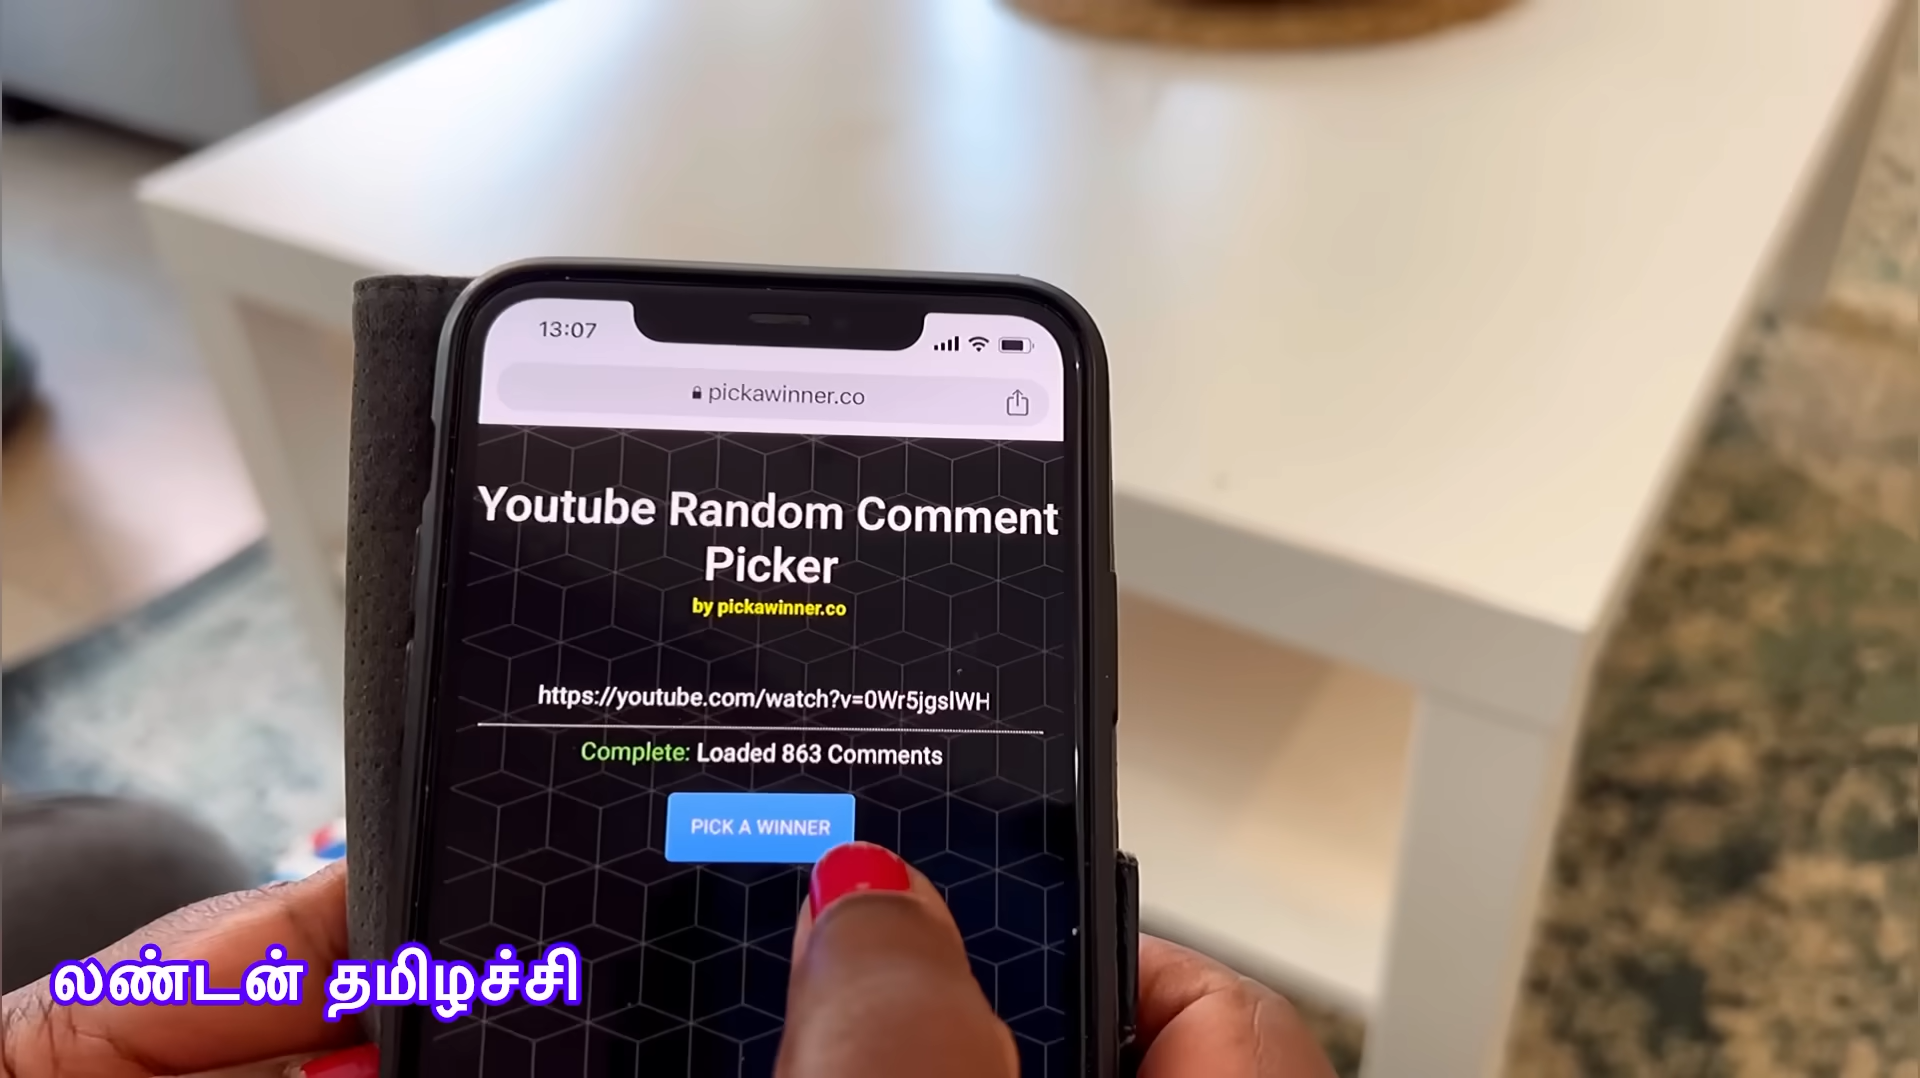 13:07
pickawinner.co
Youtube Random Comment
Picker
by pickawinner.co
https://youtube.com/watch?v=0Wr5jgslWH
Complete: Loaded 863 Comments
PICK A WINNER
லண்டன் தமிழச்சி